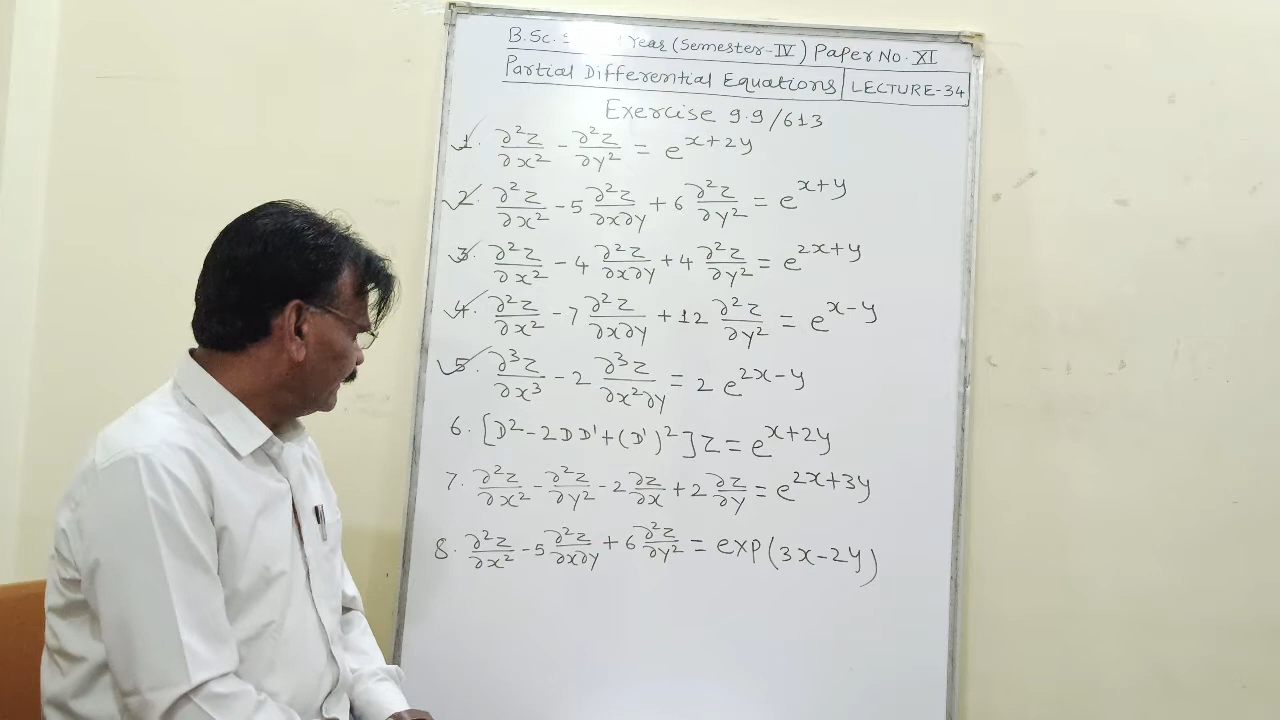 B.Sc. Year (Semester-IV) Paper No. XI
Partial Differential Equations LECTURE-34
Exercise 9.9/613
1. ∂²z/∂x² - ∂²z/∂y² = e^{x+2y}
2. ∂²z/∂x² - 5 ∂²z/∂x∂y + 6 ∂²z/∂y² = e^{x+y}
3. ∂²z/∂x² - 4 ∂²z/∂x∂y + 4 ∂²z/∂y² = e^{2x+y}
4. ∂²z/∂x² - 7 ∂²z/∂x∂y + 12 ∂²z/∂y² = e^{x-y}
5. ∂³z/∂x³ - 2 ∂³z/∂x²∂y = 2 e^{2x-y}
6. [D² - 2DD' + (D')²] z = e^{x+2y}
7. ∂²z/∂x² - ∂²z/∂y² - 2 ∂z/∂x + 2 ∂z/∂y = e^{2x+3y}
8. ∂²z/∂x² - 5 ∂²z/∂x∂y + 6 ∂²z/∂y² = exp(3x-2y)